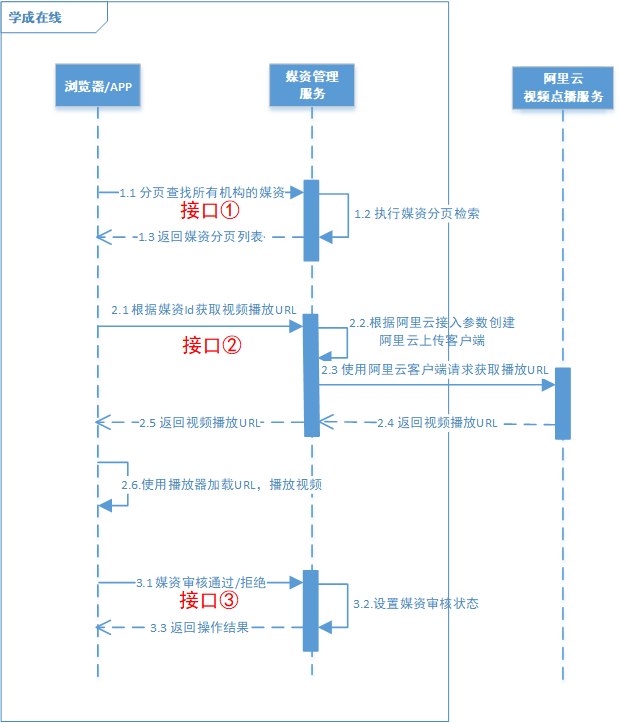 学成在线
浏览器/APP
媒资管理
服务
阿里云
视频点播服务
1.1 分页查找所有机构的媒资
接口①
1.2 执行媒资分页检索
1.3 返回媒资分页列表
2.1 根据媒资Id获取视频播放URL
接口②
2.2.根据阿里云接入参数创建
阿里云上传客户端
2.3 使用阿里云客户端请求获取播放URL
2.5 返回视频播放URL
2.4 返回视频播放URL
2.6.使用播放器加载URL，播放视频
3.1 媒资审核通过/拒绝
接口③
3.2.设置媒资审核状态
3.3 返回操作结果